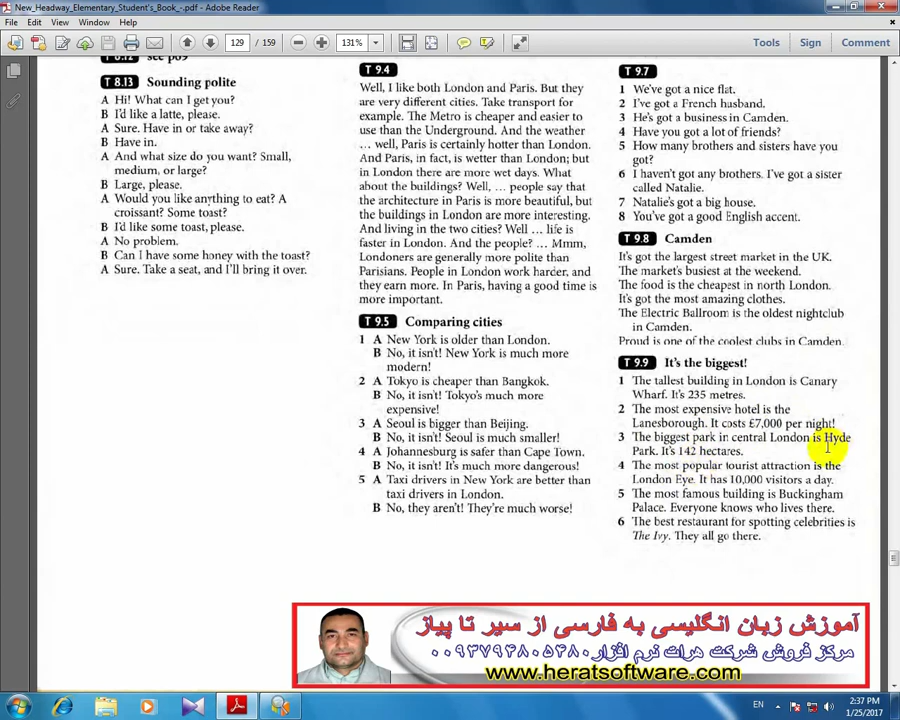 New_Headway_Elementary_Student's_Book_-.pdf - Adobe Reader
File Edit View Window Help
129 / 159 131% Tools Sign Comment
T 8.12 see p69
T 8.13 Sounding polite
A Hi! What can I get you?
B I'd like a latte, please.
A Sure. Have in or take away?
B Have in.
A And what size do you want? Small,
medium, or large?
B Large, please.
A Would you like anything to eat? A
croissant? Some toast?
B I'd like some toast, please.
A No problem.
B Can I have some honey with the toast?
A Sure. Take a seat, and I'll bring it over.
T 9.4
Well, I like both London and Paris. But they
are very different cities. Take transport for
example. The Metro is cheaper and easier to
use than the Underground. And the weather
… well, Paris is certainly hotter than London.
And Paris, in fact, is wetter than London; but
in London there are more wet days. What
about the buildings? Well, … people say that
the architecture in Paris is more beautiful, but
the buildings in London are more interesting.
And living in the two cities? Well … life is
faster in London. And the people? … Mmm,
Londoners are generally more polite than
Parisians. People in London work harder, and
they earn more. In Paris, having a good time is
more important.
T 9.5 Comparing cities
1 A New York is older than London.
B No, it isn't! New York is much more
modern!
2 A Tokyo is cheaper than Bangkok.
B No, it isn't! Tokyo's much more
expensive!
3 A Seoul is bigger than Beijing.
B No, it isn't! Seoul is much smaller!
4 A Johannesburg is safer than Cape Town.
B No, it isn't! It's much more dangerous!
5 A Taxi drivers in New York are better than
taxi drivers in London.
B No, they aren't! They're much worse!
T 9.7
1 We've got a nice flat.
2 I've got a French husband.
3 He's got a business in Camden.
4 Have you got a lot of friends?
5 How many brothers and sisters have you
got?
6 I haven't got any brothers. I've got a sister
called Natalie.
7 Natalie's got a big house.
8 You've got a good English accent.
T 9.8 Camden
It's got the largest street market in the UK.
The market's busiest at the weekend.
The food is the cheapest in north London.
It's got the most amazing clothes.
The Electric Ballroom is the oldest nightclub
in Camden.
Proud is one of the coolest clubs in Camden.
T 9.9 It's the biggest!
1 The tallest building in London is Canary
Wharf. It's 235 metres.
2 The most expensive hotel is the
Lanesborough. It costs £7,000 per night!
3 The biggest park in central London is Hyde
Park. It's 142 hectares.
4 The most popular tourist attraction is the
London Eye. It has 10,000 visitors a day.
5 The most famous building is Buckingham
Palace. Everyone knows who lives there.
6 The best restaurant for spotting celebrities is
The Ivy. They all go there.
آموزش زبان انگلیسی به فارسی از سیر تا پیاز
مرکز فروش شرکت هرات نرم افزار ۰۰۹۳۷۹۴۸۰۵۴۸۰
www.heratsoftware.com
EN 2:37 PM
1/25/2017